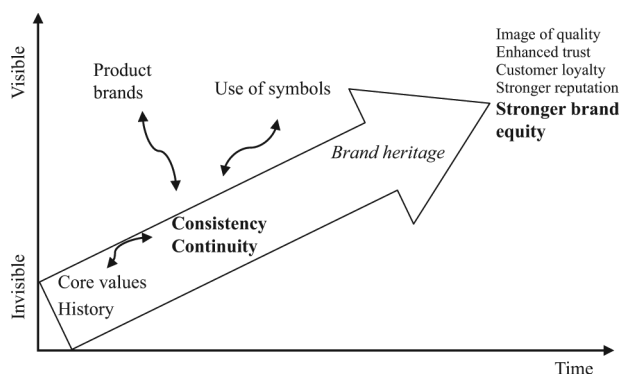 Visible
Invisible
Product
brands
Use of symbols
Image of quality
Enhanced trust
Customer loyalty
Stronger reputation
Stronger brand
equity
Brand heritage
Consistency
Continuity
Core values
History
Time